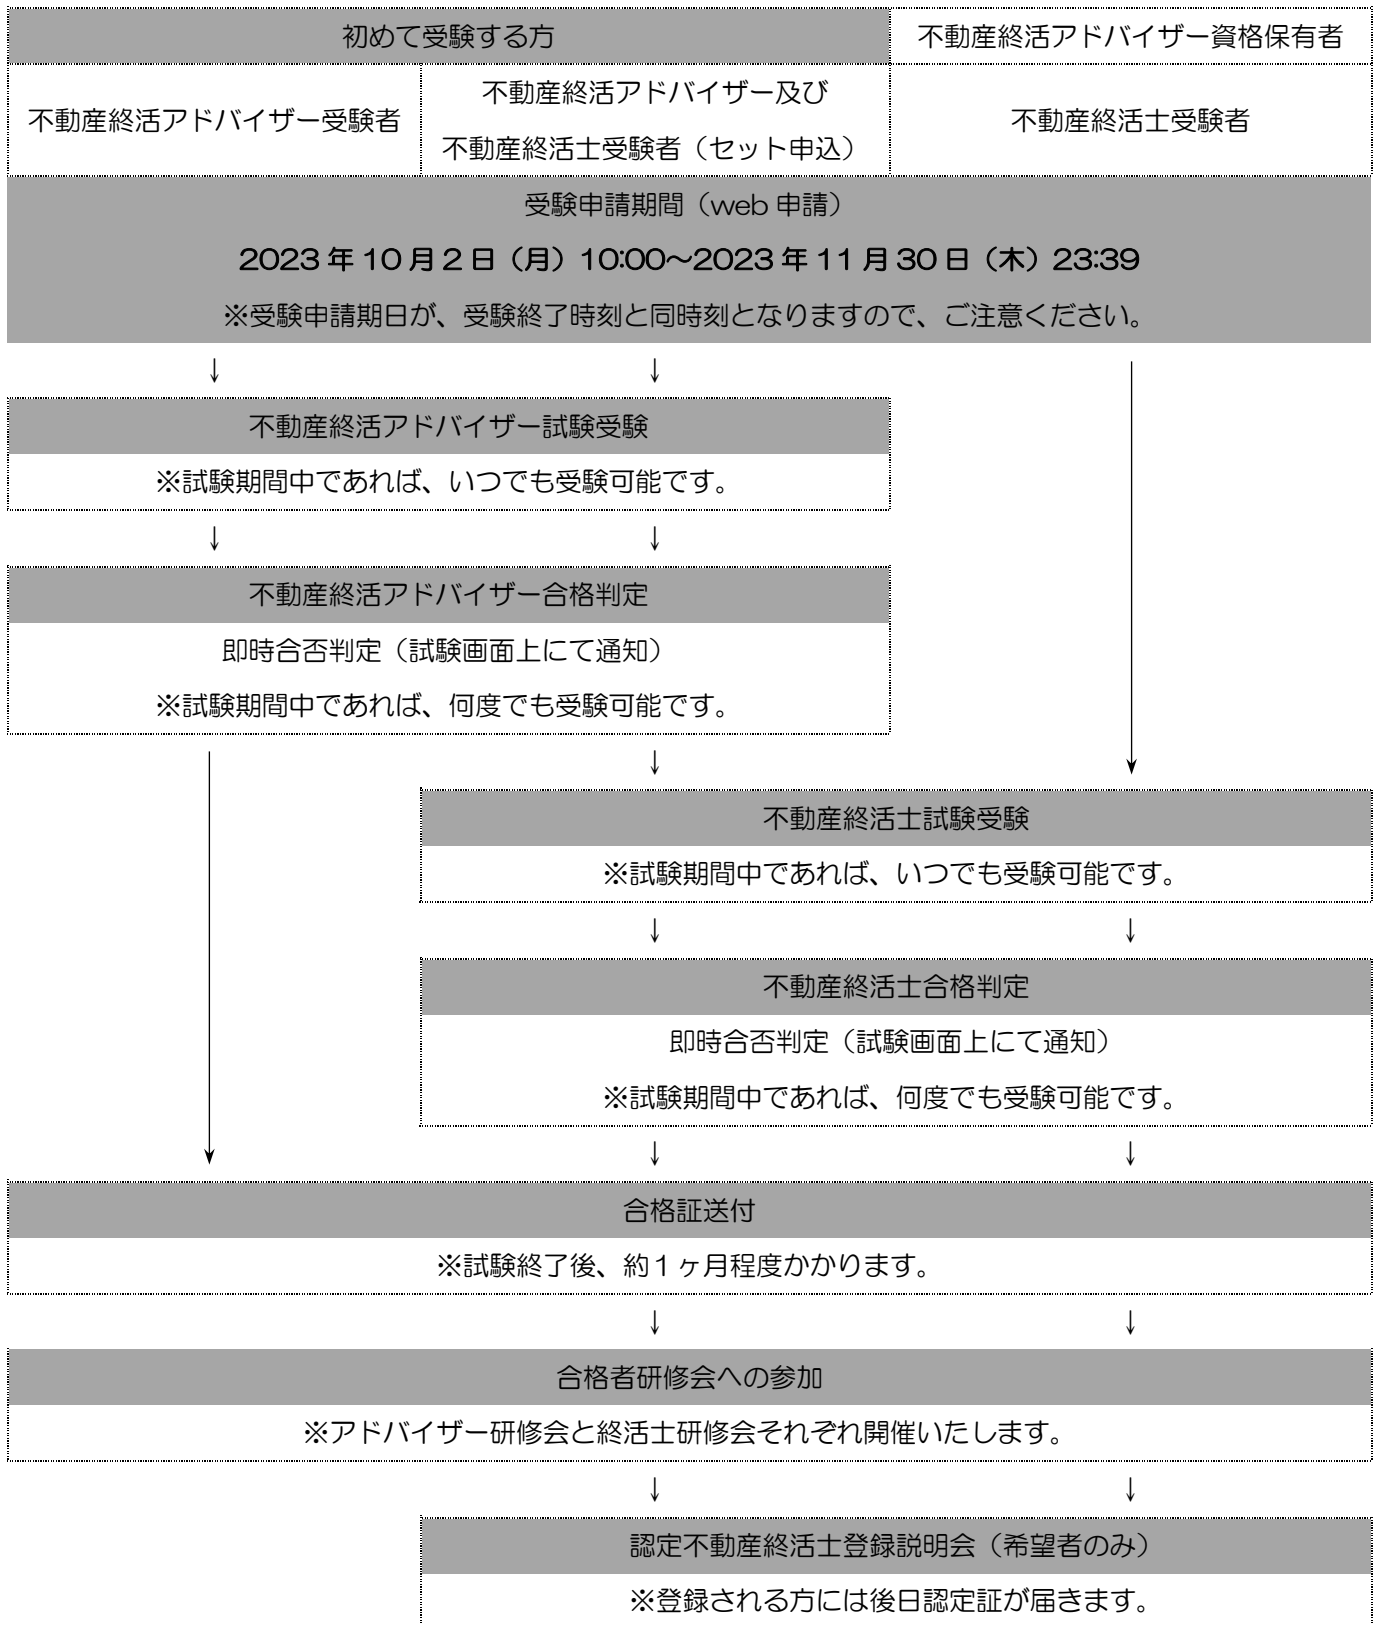 初めて受験する方
不動産終活アドバイザー資格保有者
不動産終活アドバイザー受験者
不動産終活アドバイザー及び
不動産終活士受験者（セット申込）
不動産終活士受験者
受験申請期間（web 申請）
2023 年 10 月 2 日（月）10:00～2023 年 11 月 30 日（木）23:39
※受験申請期日が、受験終了時刻と同時刻となりますので、ご注意ください。
↓ ↓
不動産終活アドバイザー試験受験
※試験期間中であれば、いつでも受験可能です。
↓ ↓
不動産終活アドバイザー合格判定
即時合否判定（試験画面上にて通知）
※試験期間中であれば、何度でも受験可能です。
↓
不動産終活士試験受験
※試験期間中であれば、いつでも受験可能です。
↓ ↓
不動産終活士合格判定
即時合否判定（試験画面上にて通知）
※試験期間中であれば、何度でも受験可能です。
↓ ↓
合格証送付
※試験終了後、約１ヶ月程度かかります。
↓ ↓
合格者研修会への参加
※アドバイザー研修会と終活士研修会それぞれ開催いたします。
↓ ↓
認定不動産終活士登録説明会（希望者のみ）
※登録される方には後日認定証が届きます。